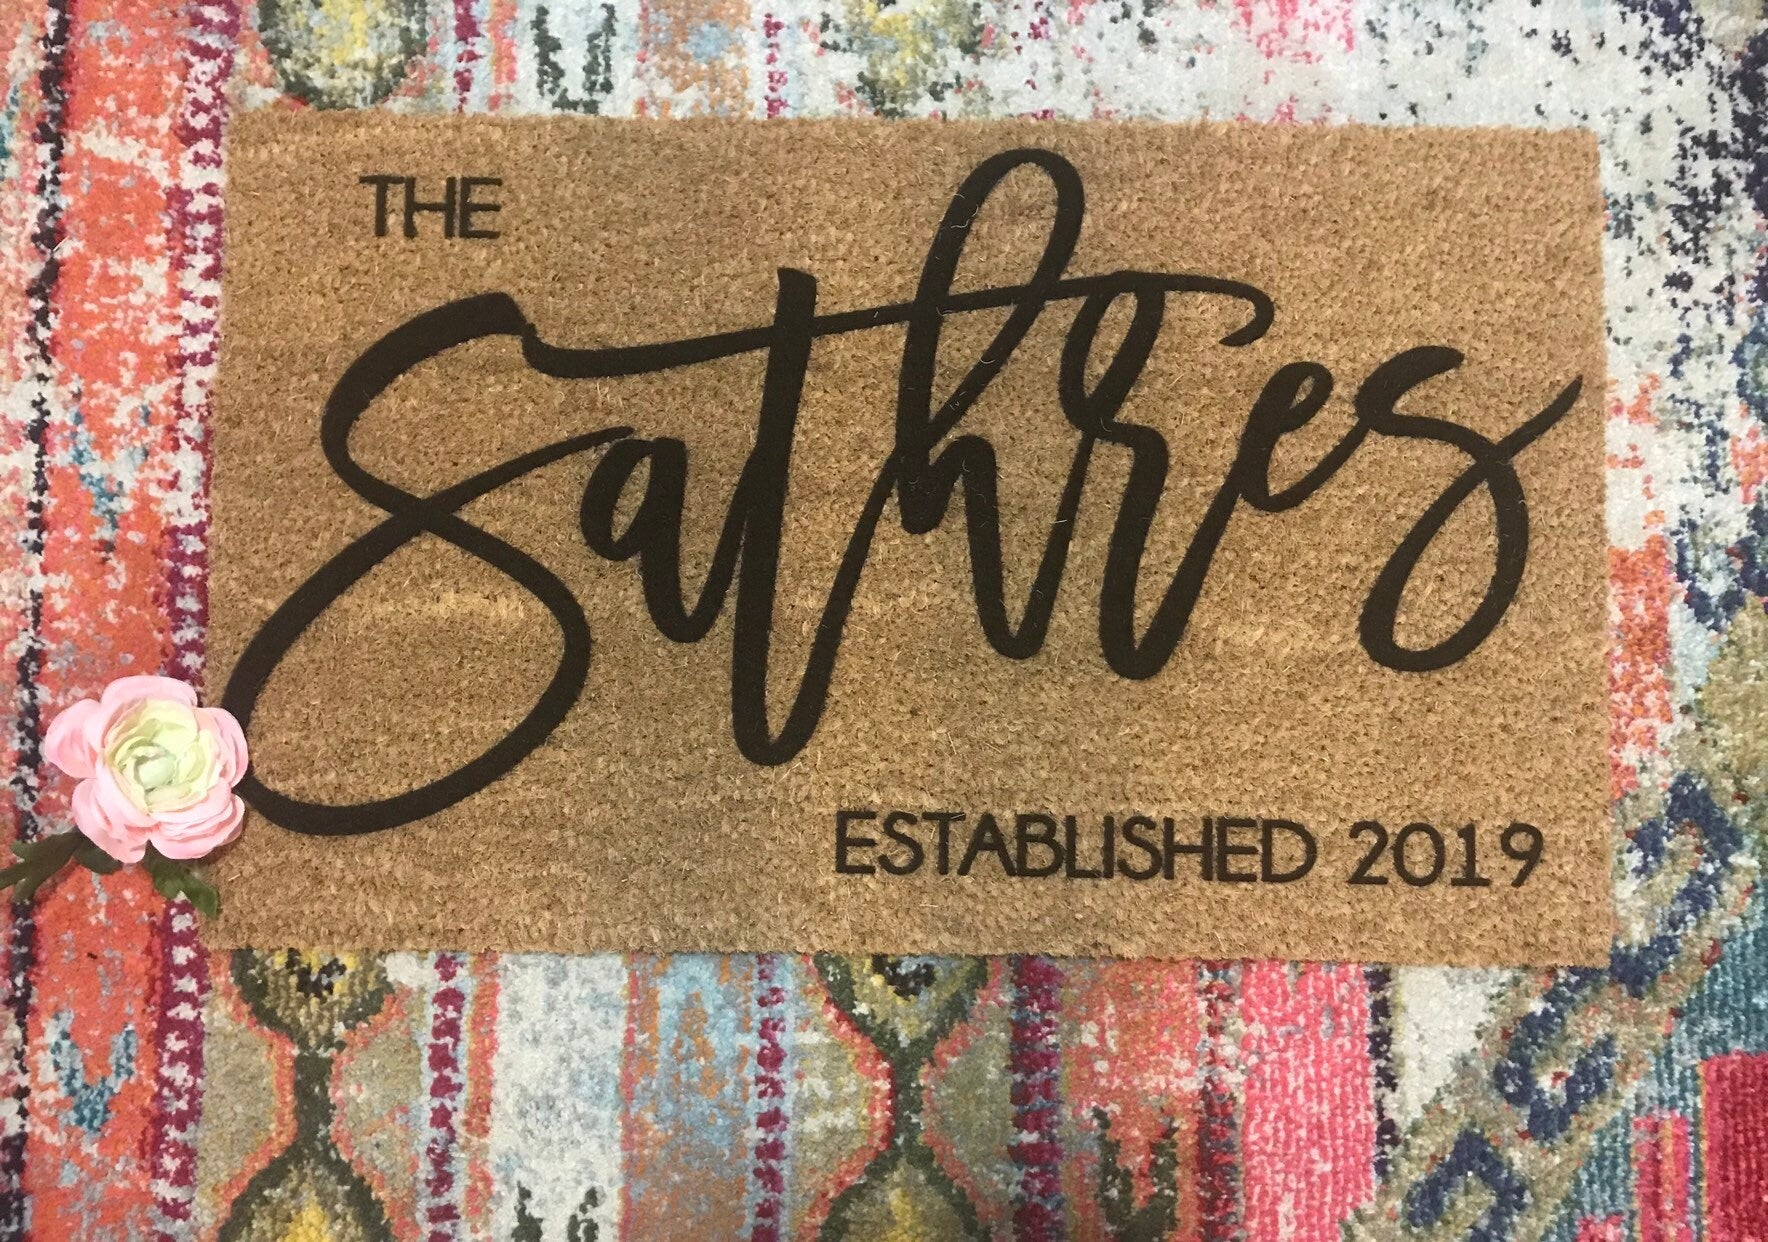 THE
Sathres
ESTABLISHED 2019